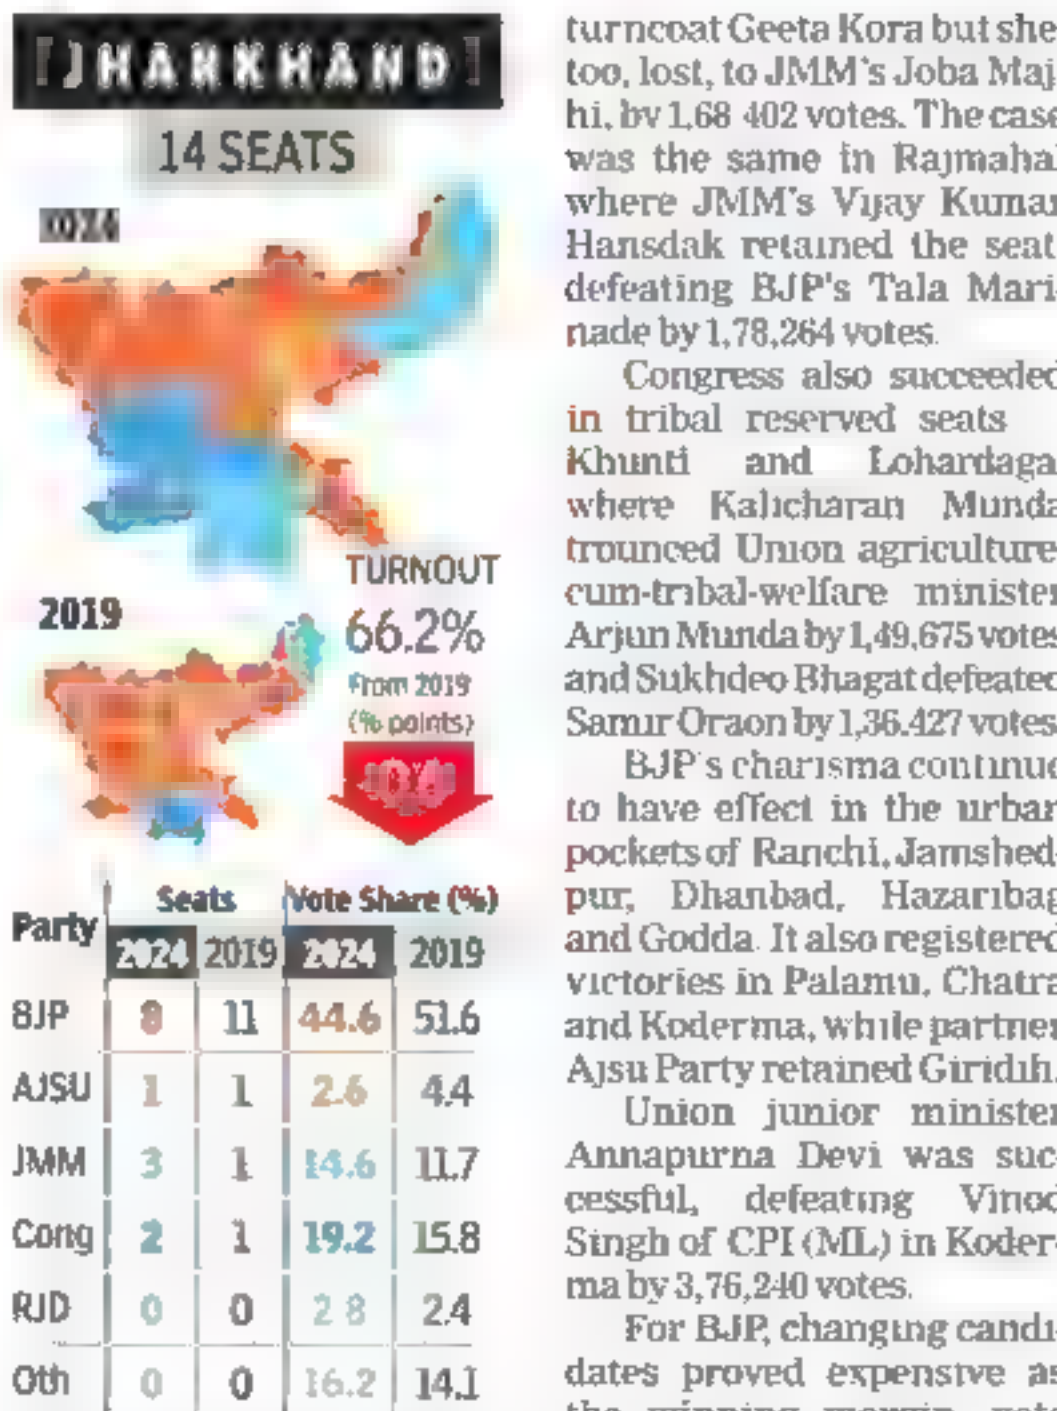 JHARKHAND
14 SEATS
2024
TURNOUT
66.2%
From 2019
(% points)
2019
Seats Vote Share (%)
Party 2024 2019 2024 2019
BJP 8 11 44.6 51.6
AJSU 1 1 2.6 4.4
JMM 3 1 14.6 11.7
Cong 2 1 19.2 15.8
RJD 0 0 2.8 2.4
Oth 0 0 16.2 14.1
turncoat Geeta Kora but she
too, lost, to JMM's Joba Maj-
hi, by 1,68 402 votes. The case
was the same in Rajmahal
where JMM's Vijay Kumar
Hansdak retained the seat
defeating BJP's Tala Mari-
nade by 1,78,264 votes.
Congress also succeeded
in tribal reserved seats
Khunti and Lohardaga
where Kalicharan Munda
trounced Union agriculture-
cum-tribal-welfare minister
Arjun Munda by 1,49,675 votes
and Sukhdeo Bhagat defeated
Samir Oraon by 1,36.427 votes.
BJP's charisma continue
to have effect in the urban
pockets of Ranchi, Jamshed-
pur, Dhanbad, Hazaribag
and Godda. It also registered
victories in Palamu, Chatra
and Koderma, while partner
Ajsu Party retained Giridih.
Union junior minister
Annapurna Devi was suc-
cessful, defeating Vinod
Singh of CPI (ML) in Koder-
ma by 3,76,240 votes.
For BJP, changing candi-
dates proved expensive as
the winning margin